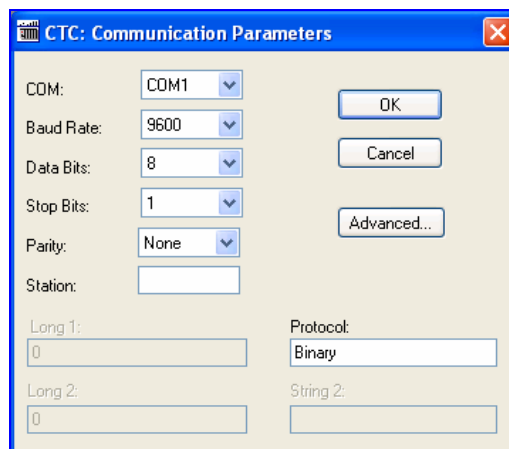 CTC: Communication Parameters
COM: COM1
Baud Rate: 9600
Data Bits: 8
Stop Bits: 1
Parity: None
Station:
OK
Cancel
Advanced...
Long 1: Protocol:
0 Binary
Long 2: String 2:
0